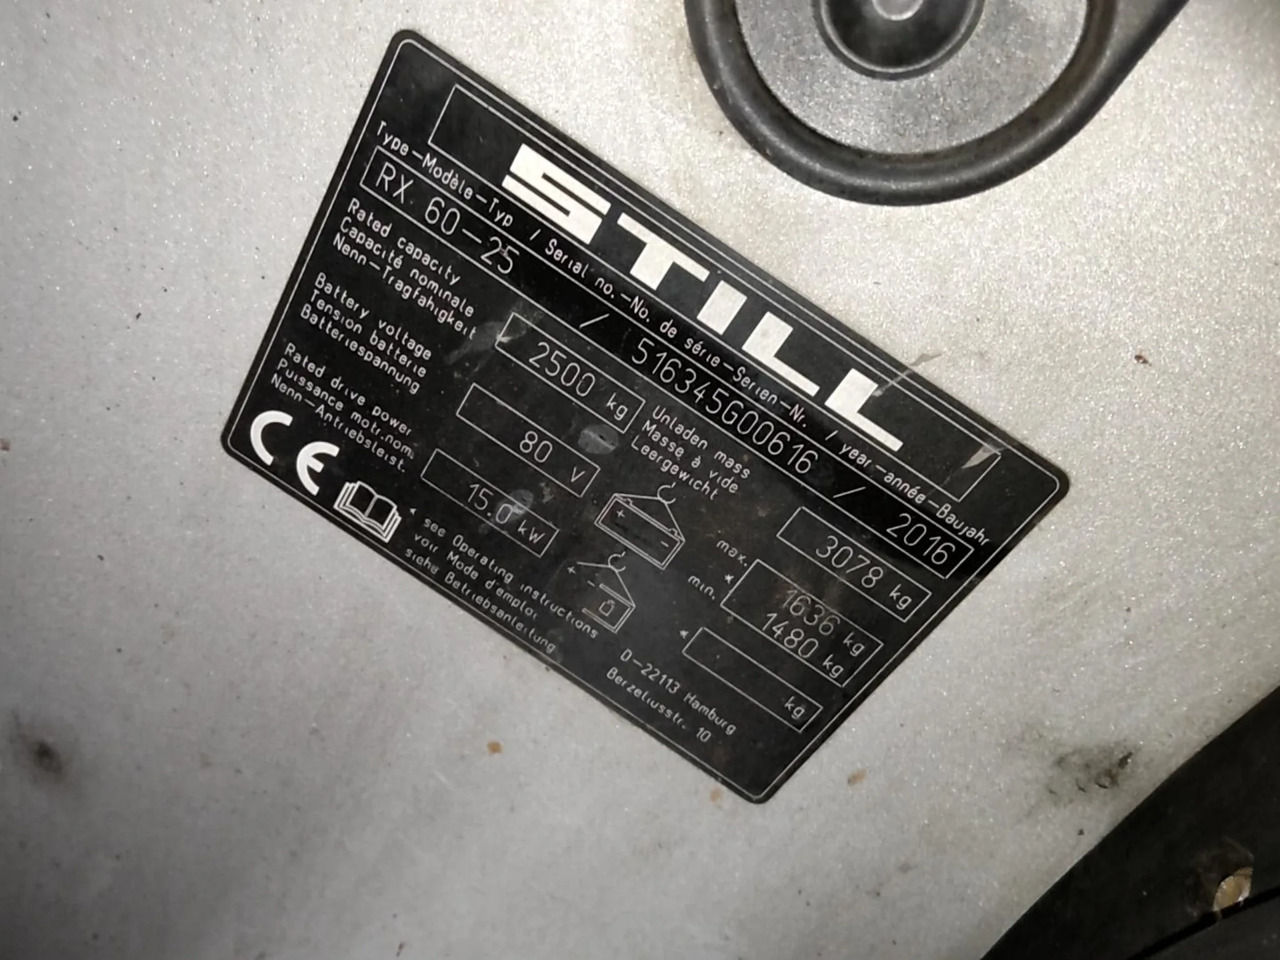 STILL
Type-Modèle-Typ / Serial no.-No. de série-Serien-Nr. / year-année-Baujahr
RX 60-25 / 516345G00616 / 2016
Rated capacity
Capacité nominale
Nenn-Tragfähigkeit
2500 kg
Battery voltage
Tension batterie
Batteriespannung
80 V
Rated drive power
Puissance motr.nom.
Nenn-Antriebsleist.
15.0 kW
Unladen mass
Masse à vide
Leergewicht
3078 kg
max. 1636 kg
* min. 1480 kg
* kg
CE
* see Operating instructions
voir Mode d'emploi
siehe Betriebsanleitung
D-22113 Hamburg
Berzeliusstr. 10